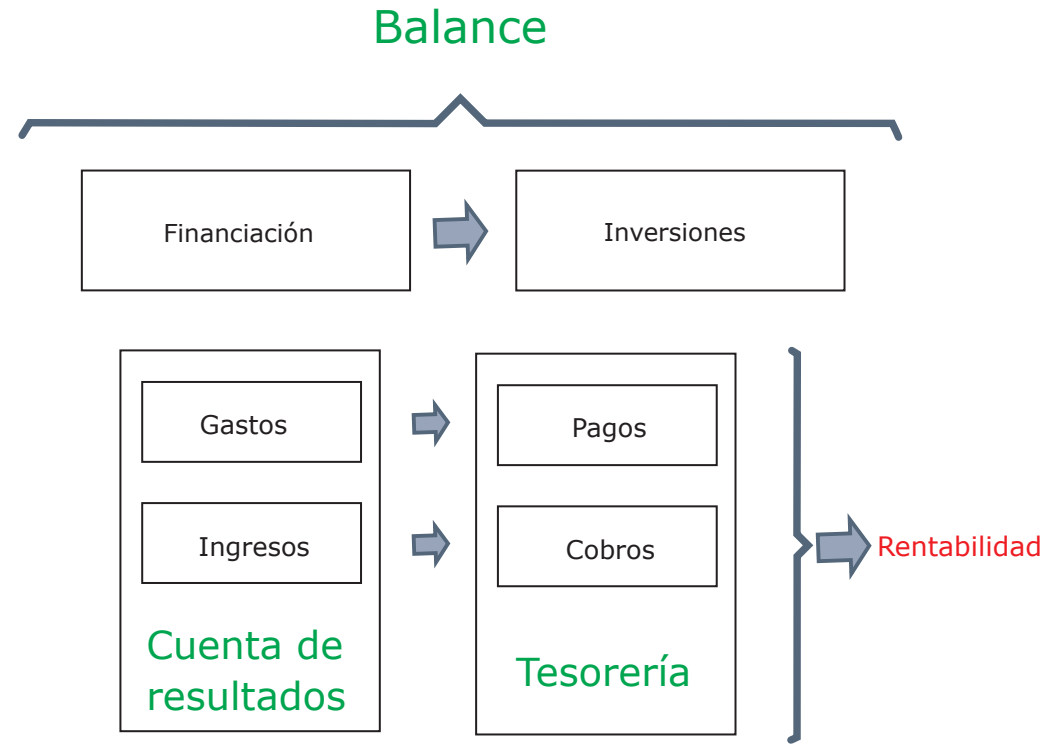 Balance
Financiación
Inversiones
Gastos
Pagos
Ingresos
Cobros
Rentabilidad
Cuenta de
resultados
Tesorería